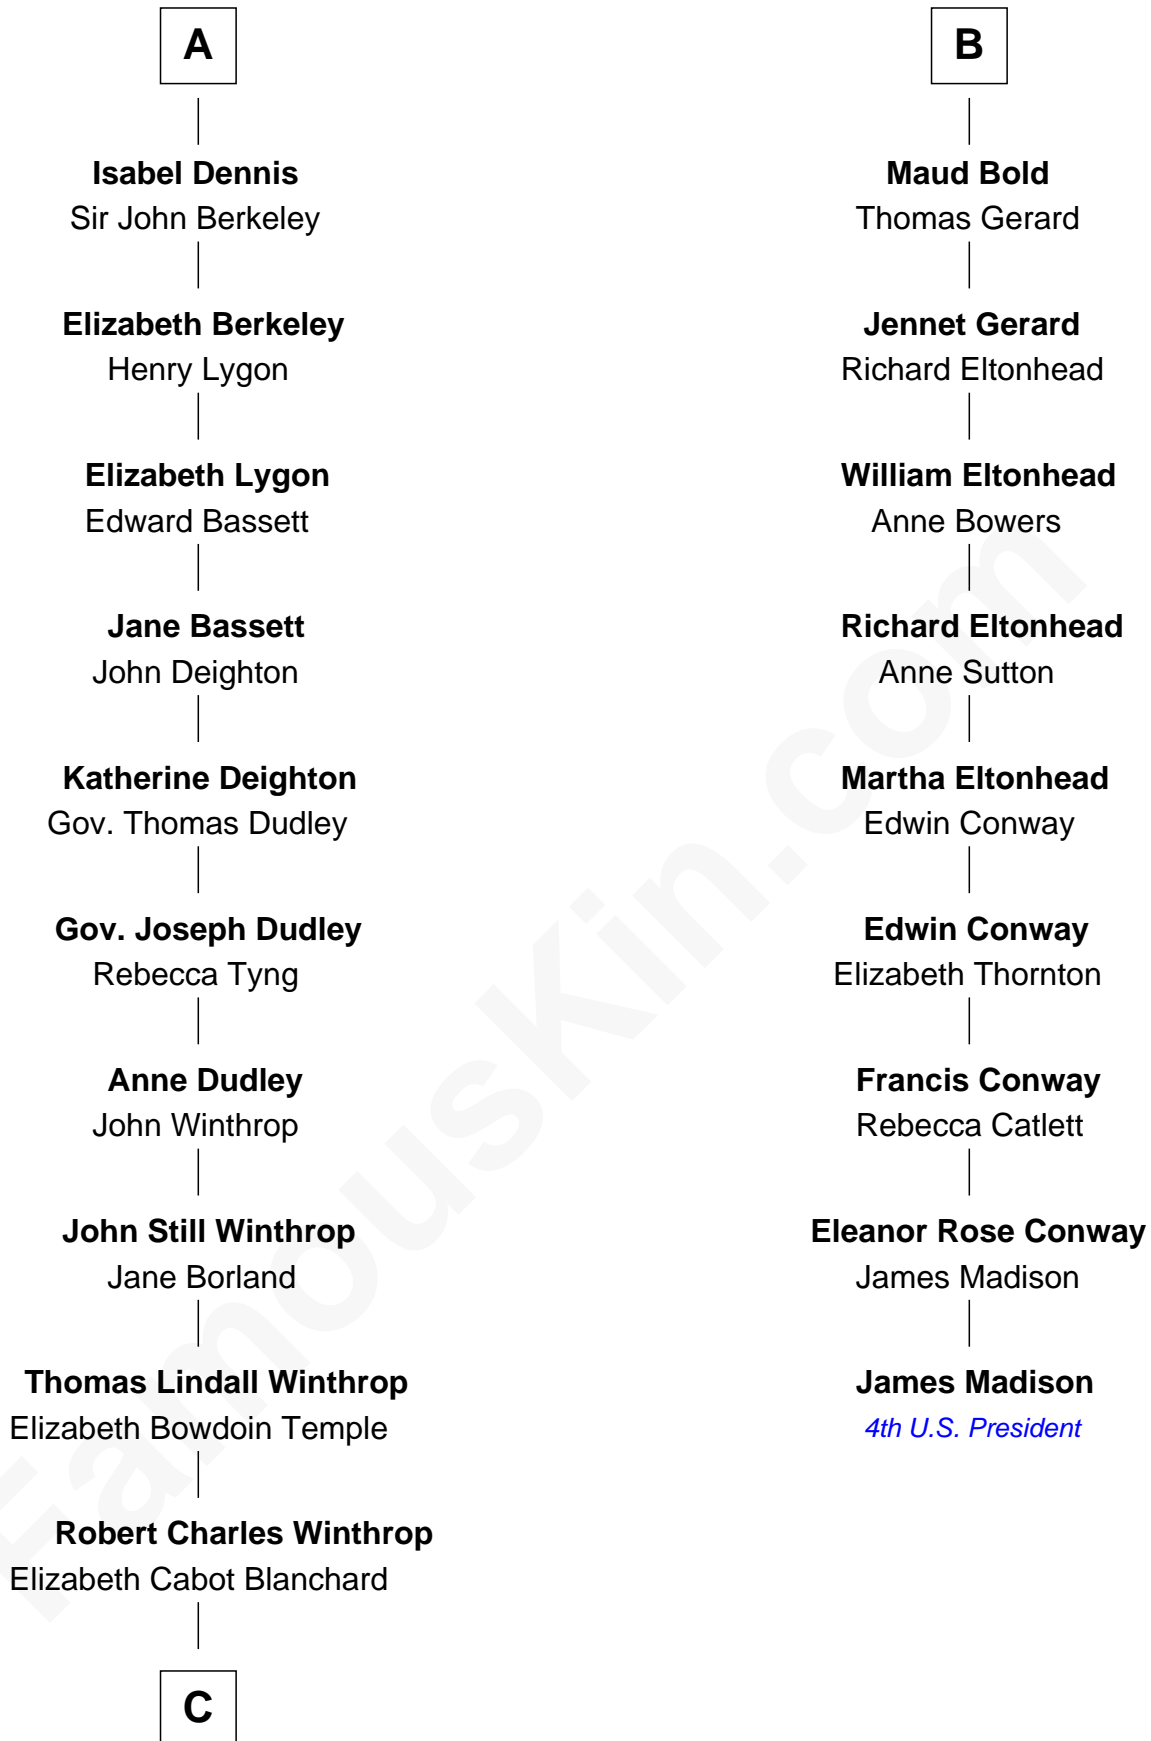 A
Isabel Dennis
Sir John Berkeley
Elizabeth Berkeley
Henry Lygon
Elizabeth Lygon
Edward Bassett
Jane Bassett
John Deighton
Katherine Deighton
Gov. Thomas Dudley
Gov. Joseph Dudley
Rebecca Tyng
Anne Dudley
John Winthrop
John Still Winthrop
Jane Borland
Thomas Lindall Winthrop
Elizabeth Bowdoin Temple
Robert Charles Winthrop
Elizabeth Cabot Blanchard
C
B
Maud Bold
Thomas Gerard
Jennet Gerard
Richard Eltonhead
William Eltonhead
Anne Bowers
Richard Eltonhead
Anne Sutton
Martha Eltonhead
Edwin Conway
Edwin Conway
Elizabeth Thornton
Francis Conway
Rebecca Catlett
Eleanor Rose Conway
James Madison
James Madison
4th U.S. President
FamousKin.com